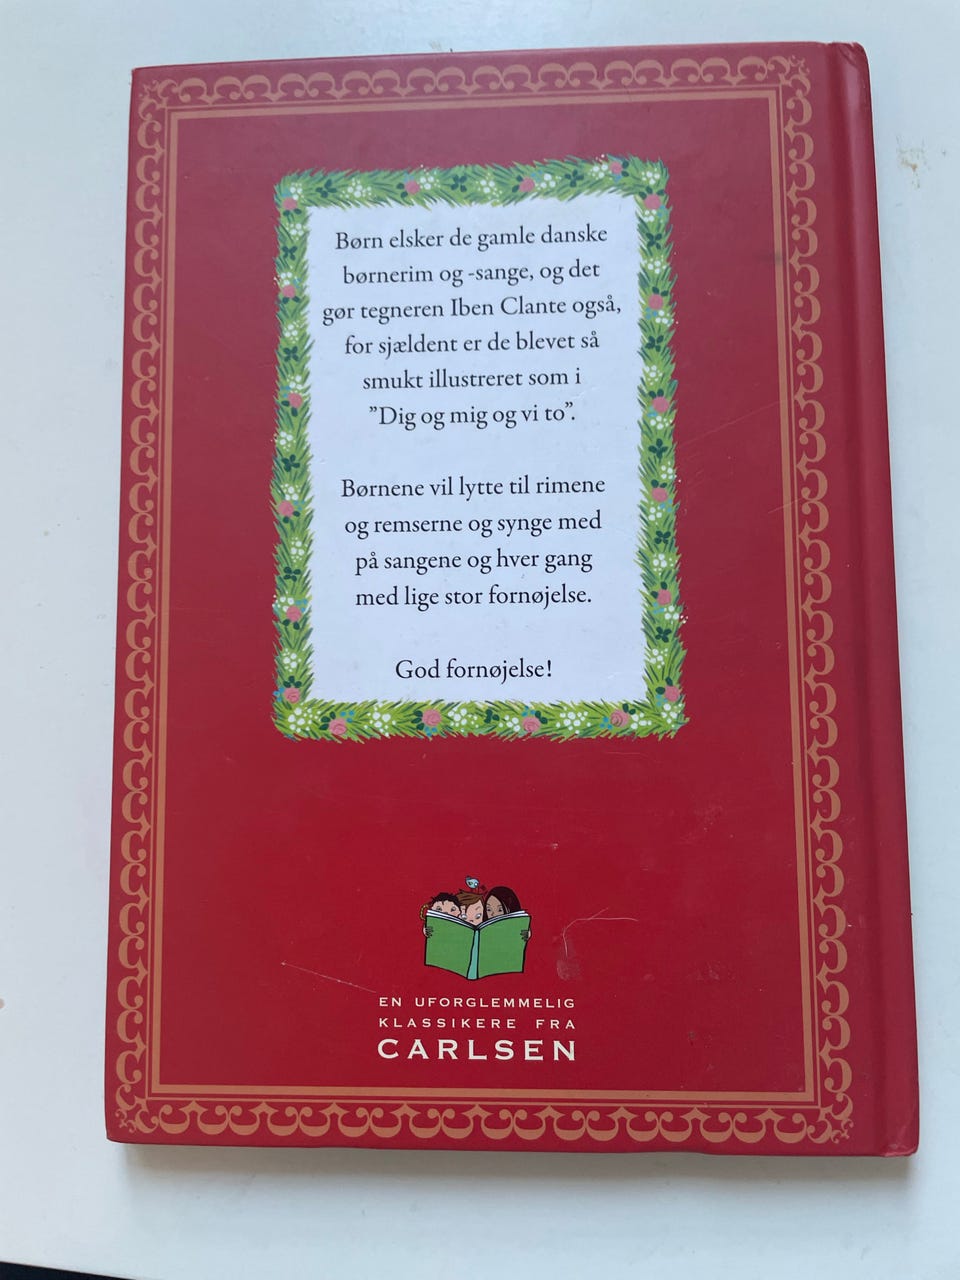 Børn elsker de gamle danske
børnerim og -sange, og det
gør tegneren Iben Clante også,
for sjældent er de blevet så
smukt illustreret som i
”Dig og mig og vi to”.
Børnene vil lytte til rimene
og remserne og synge med
på sangene og hver gang
med lige stor fornøjelse.
God fornøjelse!
EN UFORGLEMMELIG
KLASSIKERE FRA
CARLSEN